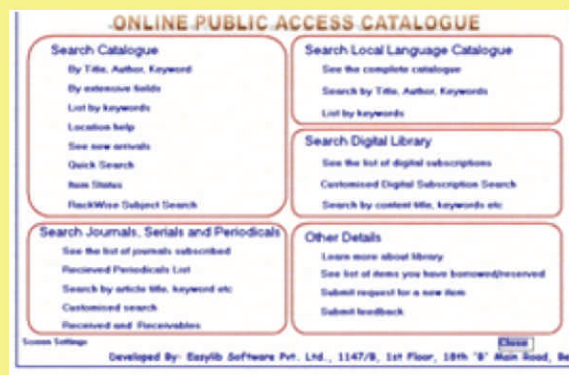 ONLINE PUBLIC ACCESS CATALOGUE
Search Catalogue
By Title, Author, Keyword
By extensive fields
List by keywords
Location help
See new arrivals
Quick Search
Item Status
RackWise Subject Search
Search Local Language Catalogue
See the complete catalogue
Search by Title, Author, Keywords
List by keywords
Search Digital Library
See the list of digital subscriptions
Customised Digital Subscription Search
Search by content title, keywords etc
Search Journals, Serials and Periodicals
See the list of journals subscribed
Recieved Periodicals List
Search by article title, keyword etc
Customised search
Received and Receivables
Other Details
Learn more about library
See list of items you have borrowed/reserved
Submit request for a new item
Submit feedback
Screen Settings
Close
Developed By- Easylib Software Pvt. Ltd., 1147/B, 1st Floor, 18th 'B' Main Road, Be